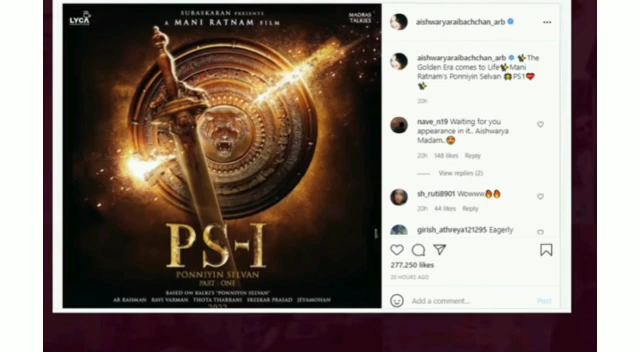 LYCA
SUBASKARAN PRESENTS
A MANI RATNAM FILM
MADRAS
TALKIES
PS-I
PONNIYIN SELVAN
PART ONE
BASED ON KALKI'S "PONNIYIN SELVAN"
AR RAHMAN RAVI VARMAN THOTA THARRANI SREEKAR PRASAD JEYAMOHAN
2022
aishwaryaraibachchan_arb
aishwaryaraibachchan_arb The
Golden Era comes to Life Mani
Ratnam's Ponniyin Selvan PS1
20h
nave_n19 Waiting for you
appearance in it.. Aishwarya
Madam..
20h 148 likes Reply
View replies (2)
sh_ruti8901 Wowww
20h 44 likes Reply
girish_athreya121295 Eagerly
277,250 likes
20 HOURS AGO
Add a comment...
Post